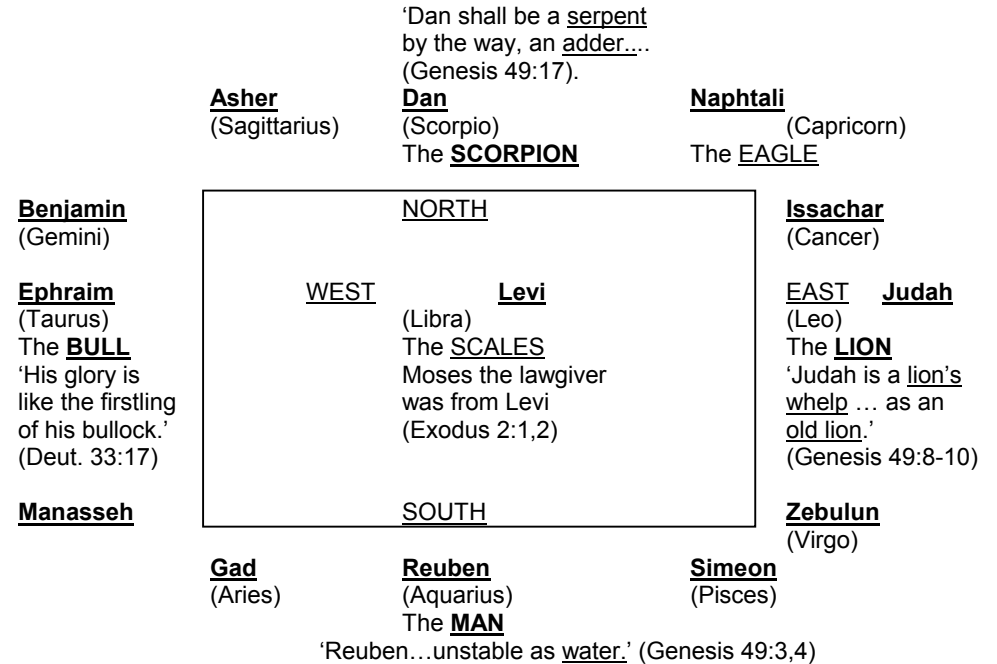 ‘Dan shall be a serpent
by the way, an adder....
(Genesis 49:17).
Asher Dan Naphtali
(Sagittarius) (Scorpio) (Capricorn)
The SCORPION The EAGLE
Benjamin NORTH Issachar
(Gemini) (Cancer)
Ephraim WEST Levi EAST Judah
(Taurus) (Libra) (Leo)
The BULL The SCALES The LION
‘His glory is Moses the lawgiver ‘Judah is a lion’s
like the firstling was from Levi whelp … as an
of his bullock.’ (Exodus 2:1,2) old lion.’
(Deut. 33:17) (Genesis 49:8-10)
Manasseh SOUTH Zebulun
(Virgo)
Gad Reuben Simeon
(Aries) (Aquarius) (Pisces)
The MAN
‘Reuben…unstable as water.’ (Genesis 49:3,4)